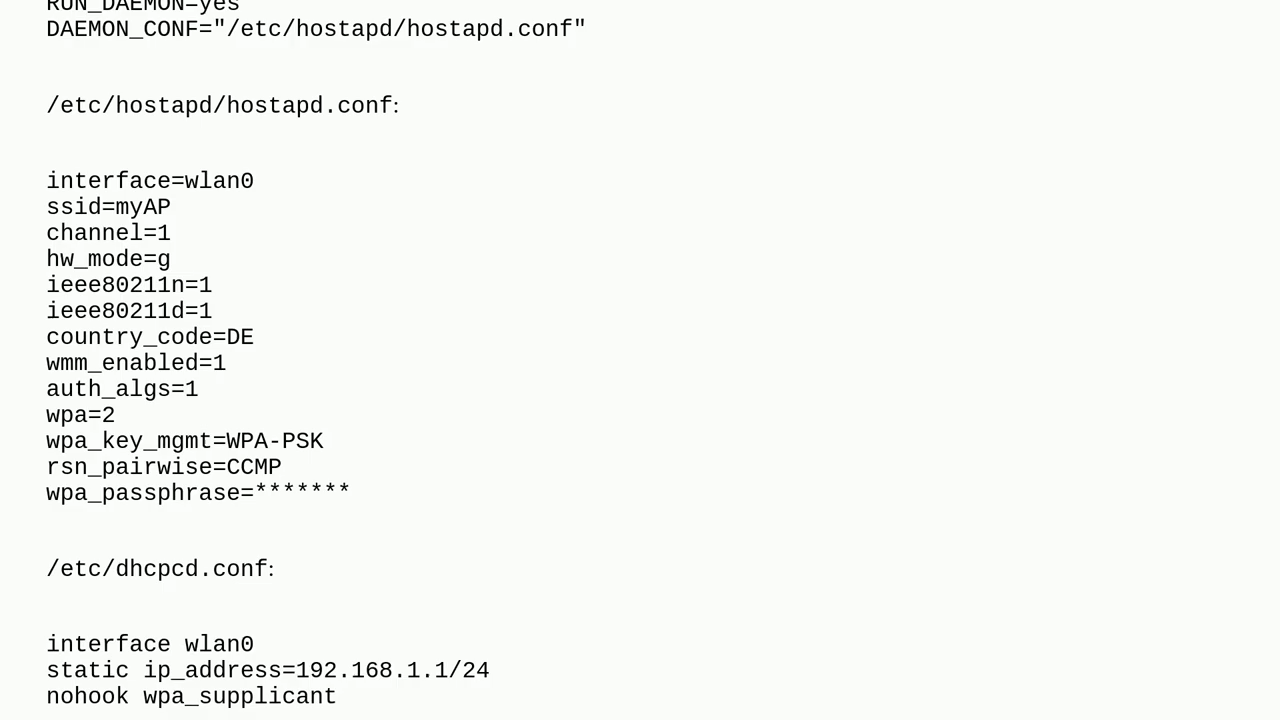 RUN_DAEMON=yes
DAEMON_CONF="/etc/hostapd/hostapd.conf"
/etc/hostapd/hostapd.conf:
interface=wlan0
ssid=myAP
channel=1
hw_mode=g
ieee80211n=1
ieee80211d=1
country_code=DE
wmm_enabled=1
auth_algs=1
wpa=2
wpa_key_mgmt=WPA-PSK
rsn_pairwise=CCMP
wpa_passphrase=*******
/etc/dhcpcd.conf:
interface wlan0
static ip_address=192.168.1.1/24
nohook wpa_supplicant